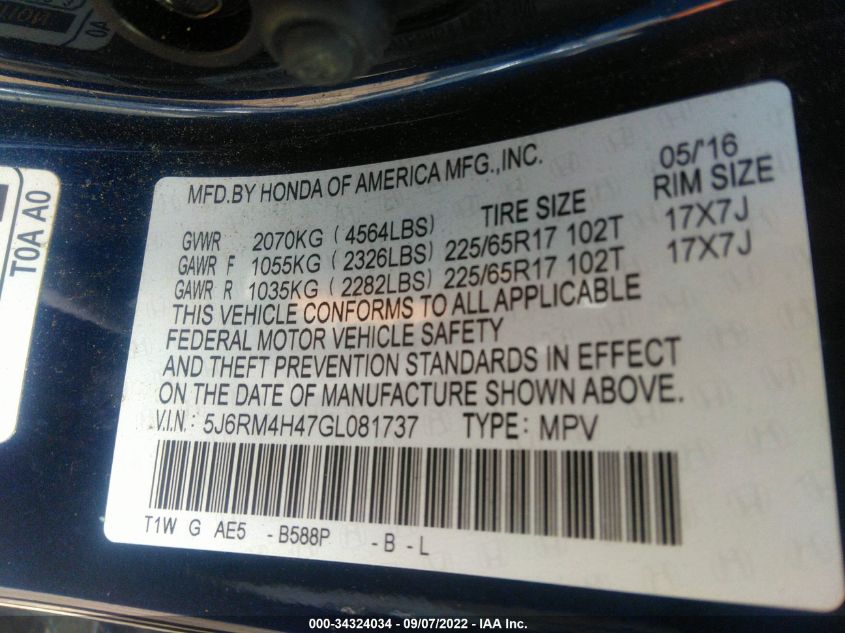 MFD.BY HONDA OF AMERICA MFG.,INC. 05/'16
TIRE SIZE RIM SIZE
GVWR 2070KG ( 4564LBS)
GAWR F 1055KG ( 2326LBS) 225/65R17 102T 17X7J
GAWR R 1035KG ( 2282LBS) 225/65R17 102T 17X7J
THIS VEHICLE CONFORMS TO ALL APPLICABLE
FEDERAL MOTOR VEHICLE SAFETY
AND THEFT PREVENTION STANDARDS IN EFFECT
ON THE DATE OF MANUFACTURE SHOWN ABOVE.
V.I.N.: 5J6RM4H47GL081737 TYPE: MPV
T1W G AE5 -B588P -B-L
T0A A0
0A
000-34324034 - 09/07/2022 - IAA Inc.